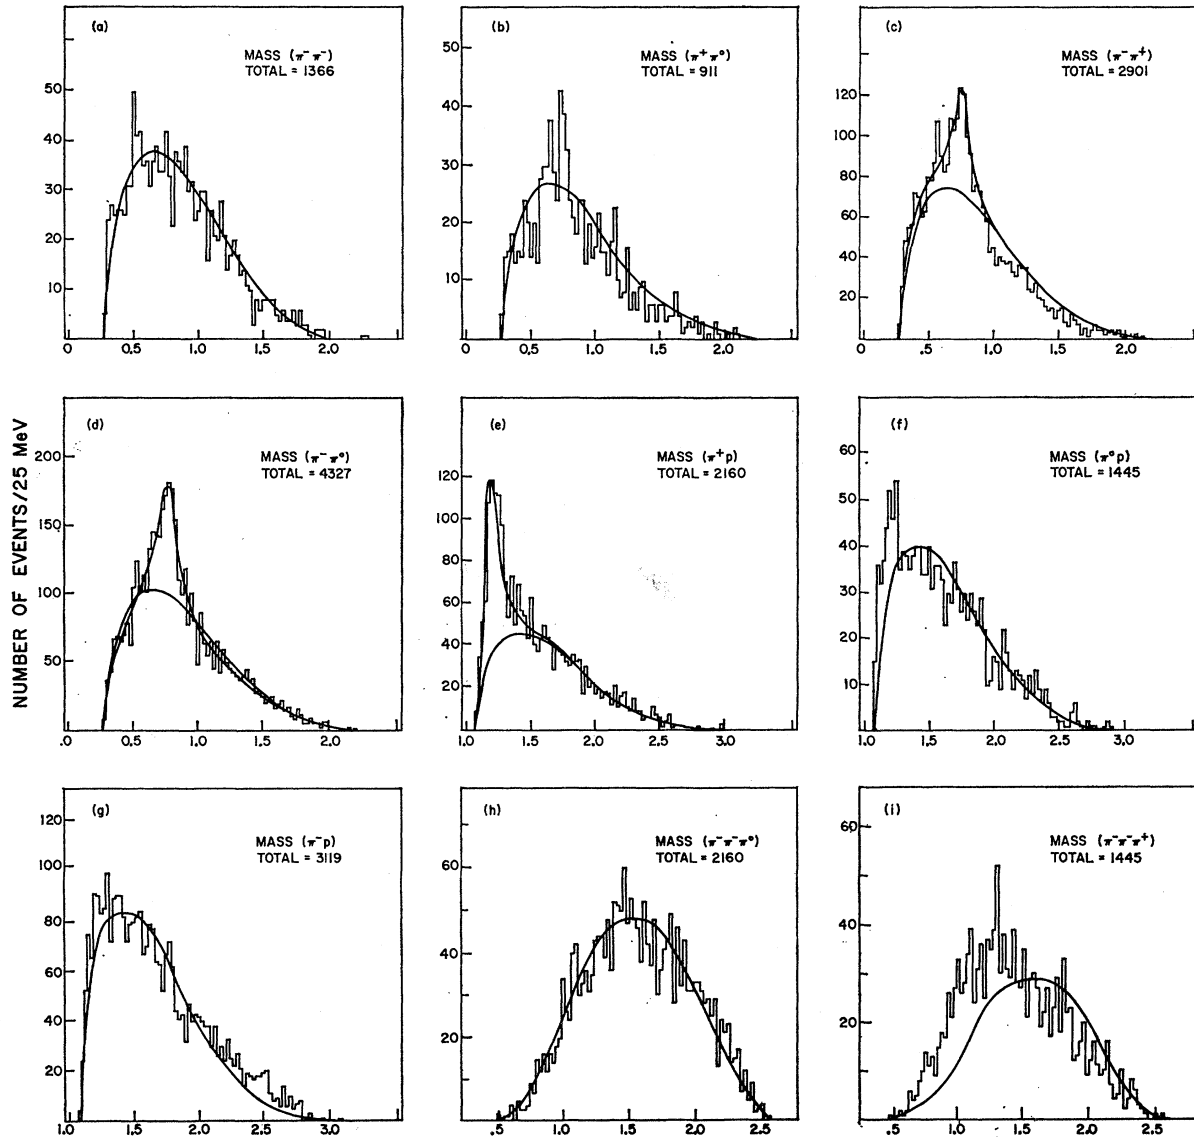 NUMBER OF EVENTS/25 MeV
(a)
MASS (π⁻π⁻)
TOTAL = 1366
50
40
30
20
10
0 0.5 1.0 1.5 2.0
(b)
MASS (π⁺π⁰)
TOTAL = 911
50
40
30
20
10
0 0.5 1.0 1.5 2.0
(c)
MASS (π⁻π⁺)
TOTAL = 2901
120
100
80
60
40
20
0 .5 1.0 1.5 2.0
(d)
MASS (π⁻π⁰)
TOTAL = 4327
200
150
100
50
.0 0.5 1.0 1.5 2.0
(e)
MASS (π⁺p)
TOTAL = 2160
120
100
80
60
40
20
1.0 1.5 2.0 2.5 3.0
(f)
MASS (π⁰p)
TOTAL = 1445
60
50
40
30
20
10
1.0 1.5 2.0 3.0
(g)
MASS (π⁻p)
TOTAL = 3119
120
100
80
60
40
20
1.0 1.5 2.0 2.5 3.0
(h)
MASS (π⁻π⁻π⁰)
TOTAL = 2160
60
40
20
.5 1.0 1.5 2.0 2.5
(i)
MASS (π⁻π⁻π⁺)
TOTAL = 1445
60
40
20
.5 1.0 1.5 2.0 2.5